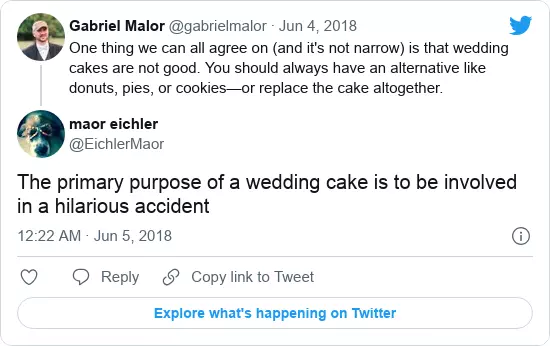 Gabriel Malor @gabrielmalor · Jun 4, 2018
One thing we can all agree on (and it's not narrow) is that wedding
cakes are not good. You should always have an alternative like
donuts, pies, or cookies—or replace the cake altogether.
maor eichler
@EichlerMaor
The primary purpose of a wedding cake is to be involved
in a hilarious accident
12:22 AM · Jun 5, 2018
Reply Copy link to Tweet
Explore what's happening on Twitter